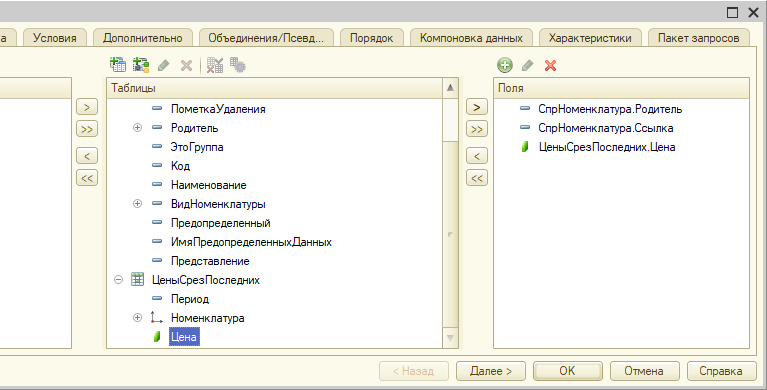 а
Условия
Дополнительно
Объединения/Псевд...
Порядок
Компоновка данных
Характеристики
Пакет запросов
Таблицы
ПометкаУдаления
Родитель
ЭтоГруппа
Код
Наименование
ВидНоменклатуры
Предопределенный
ИмяПредопределенныхДанных
Представление
ЦеныСрезПоследних
Период
Номенклатура
Цена
>
>>
<
<<
>
>>
<
<<
Поля
СпрНоменклатура.Родитель
СпрНоменклатура.Ссылка
ЦеныСрезПоследних.Цена
< Назад
Далее >
OK
Отмена
Справка